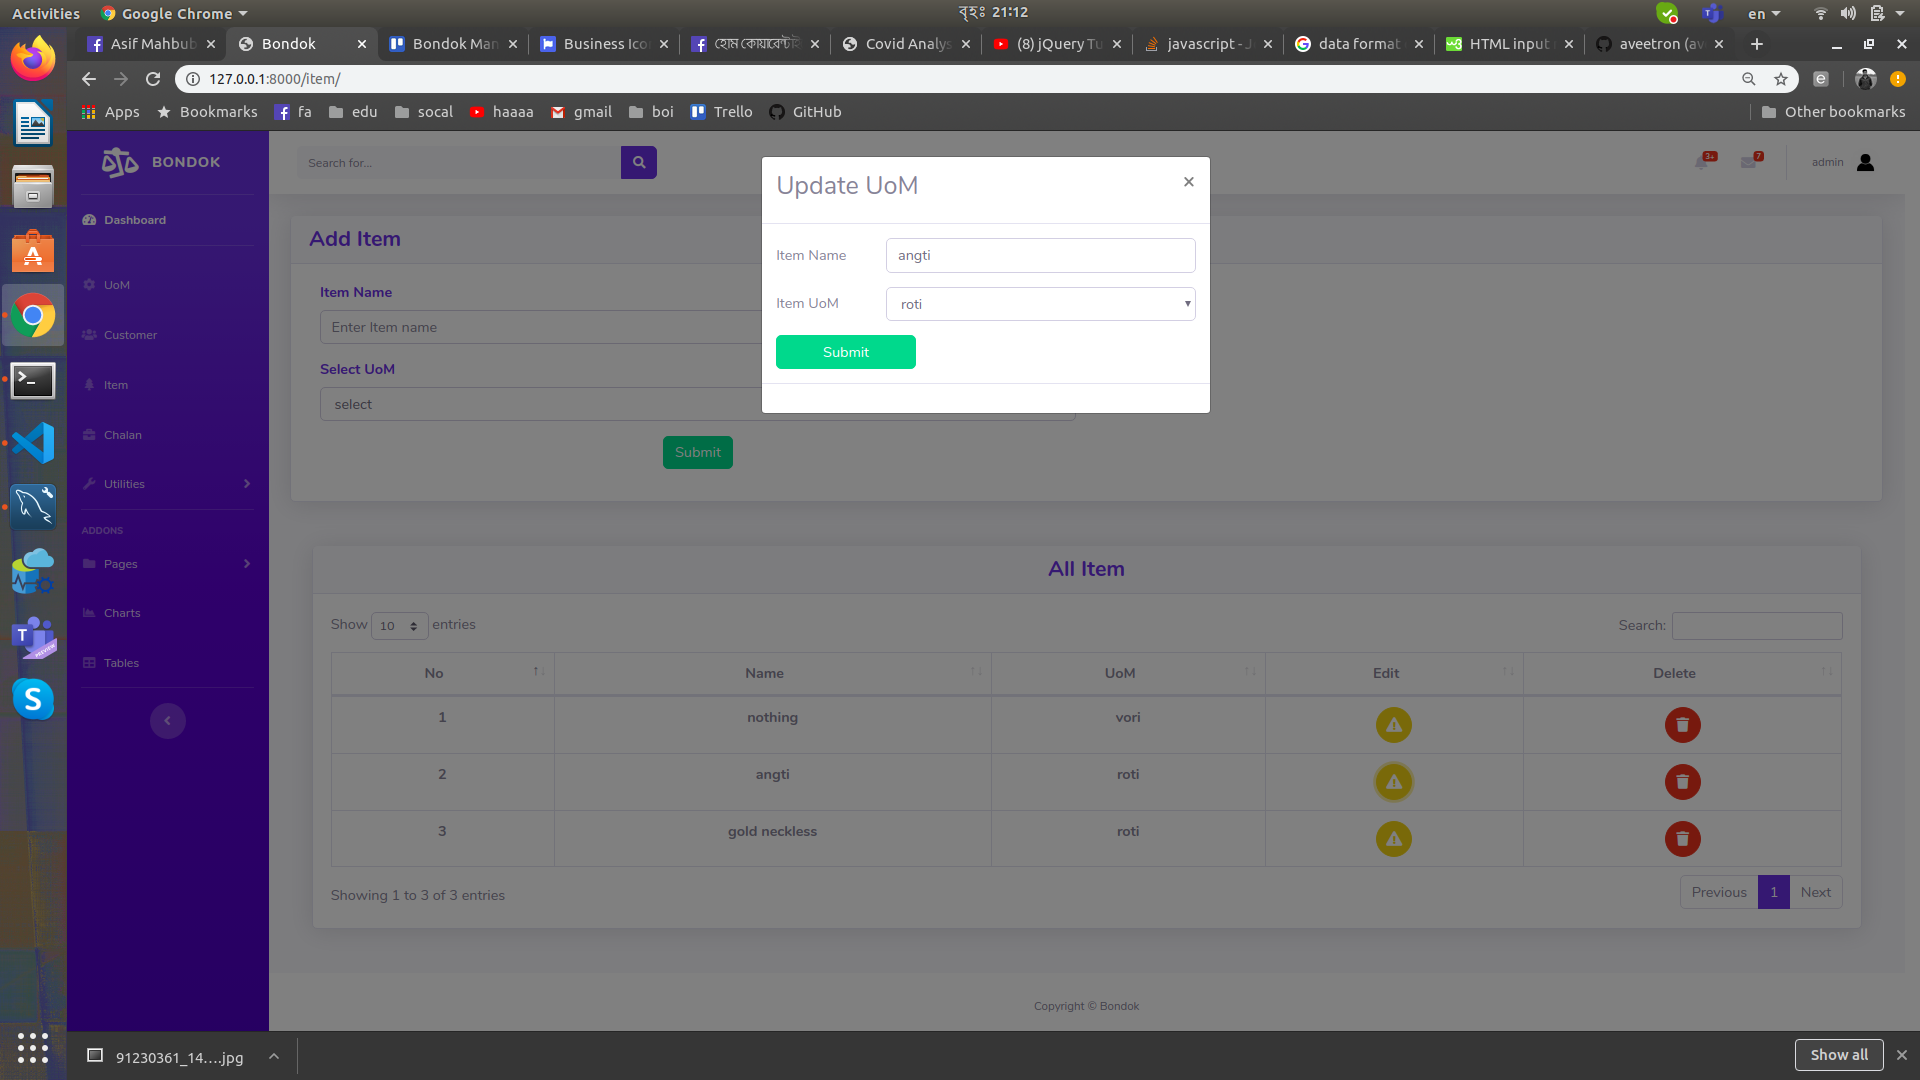 Activities
Google Chrome
বৃহঃ 21:12
en
Asif Mahbub
Bondok
Bondok Man
Business Ico
(8) jQuery Tu
Covid Analys
javascript - J
data format
HTML input
aveetron (av
127.0.0.1:8000/item/
Apps
Bookmarks
fa
edu
socal
haaaa
gmail
boi
Trello
GitHub
Other bookmarks
BONDOK
Search for...
3+
7
admin
Dashboard
UoM
Customer
Item
Chalan
Utilities
ADDONS
Pages
Charts
Tables
Update UoM
×
Item Name
angti
Item UoM
roti
Submit
Add Item
Item Name
Enter Item name
Select UoM
select
Submit
All Item
Show 10 entries
Search:
No Name UoM Edit Delete
1 nothing vori
2 angti roti
3 gold neckless roti
Showing 1 to 3 of 3 entries
Previous 1 Next
Copyright © Bondok
91230361_14....jpg
Show all